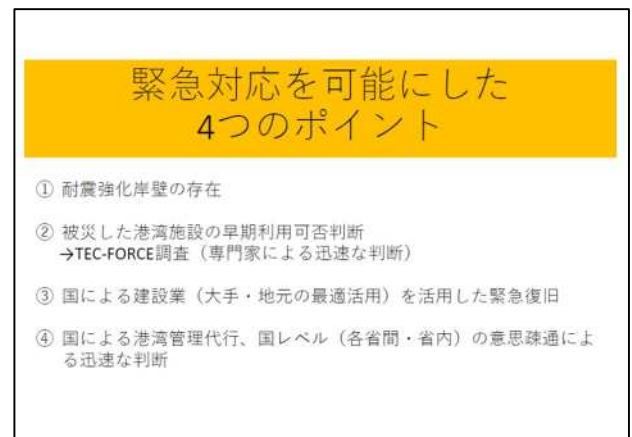 緊急対応を可能にした
4つのポイント
① 耐震強化岸壁の存在
② 被災した港湾施設の早期利用可否判断
→TEC-FORCE調査（専門家による迅速な判断）
③ 国による建設業（大手・地元の最適活用）を活用した緊急復旧
④ 国による港湾管理代行、国レベル（各省間・省内）の意思疎通によ
る迅速な判断